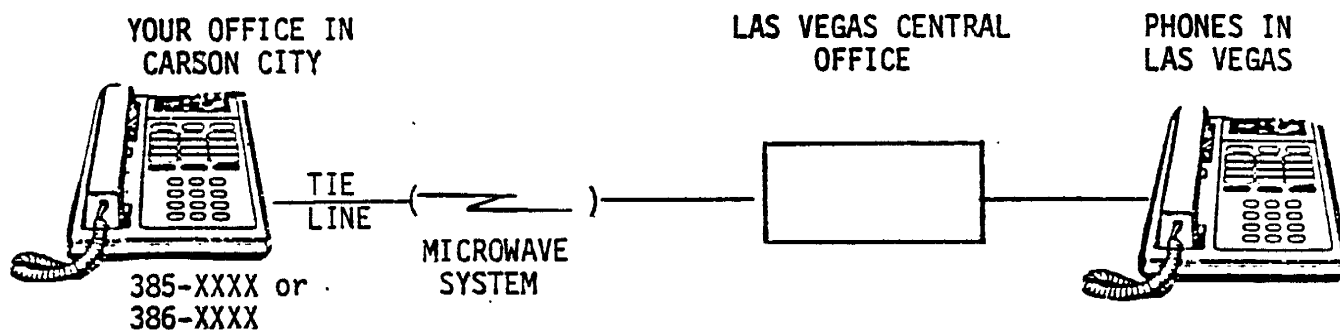 YOUR OFFICE IN
CARSON CITY
LAS VEGAS CENTRAL
OFFICE
PHONES IN
LAS VEGAS
TIE
LINE
MICROWAVE
SYSTEM
385-XXXX or
386-XXXX